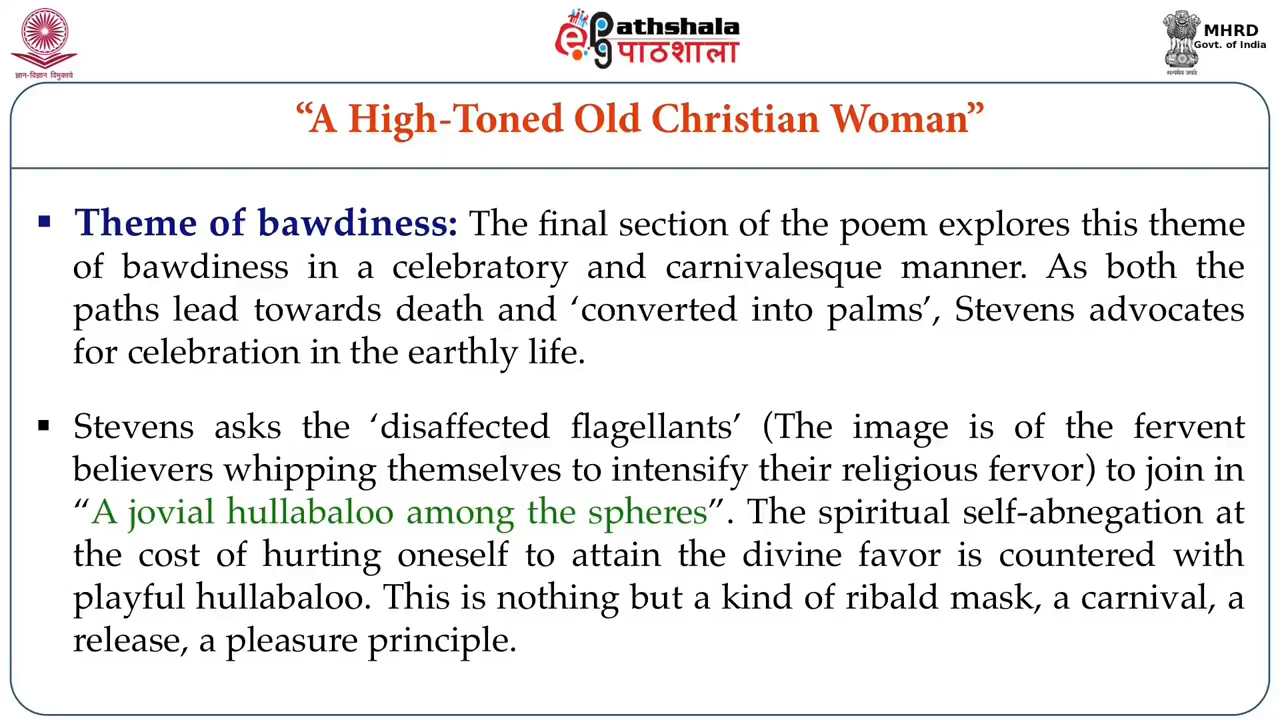 ज्ञान-विज्ञान विमुक्तये
ePathshala
पाठशाला
MHRD
Govt. of India
सत्यमेव जयते
“A High-Toned Old Christian Woman”
▪ Theme of bawdiness: The final section of the poem explores this theme
of bawdiness in a celebratory and carnivalesque manner. As both the
paths lead towards death and ‘converted into palms’, Stevens advocates
for celebration in the earthly life.
▪ Stevens asks the ‘disaffected flagellants’ (The image is of the fervent
believers whipping themselves to intensify their religious fervor) to join in
“A jovial hullabaloo among the spheres”. The spiritual self-abnegation at
the cost of hurting oneself to attain the divine favor is countered with
playful hullabaloo. This is nothing but a kind of ribald mask, a carnival, a
release, a pleasure principle.